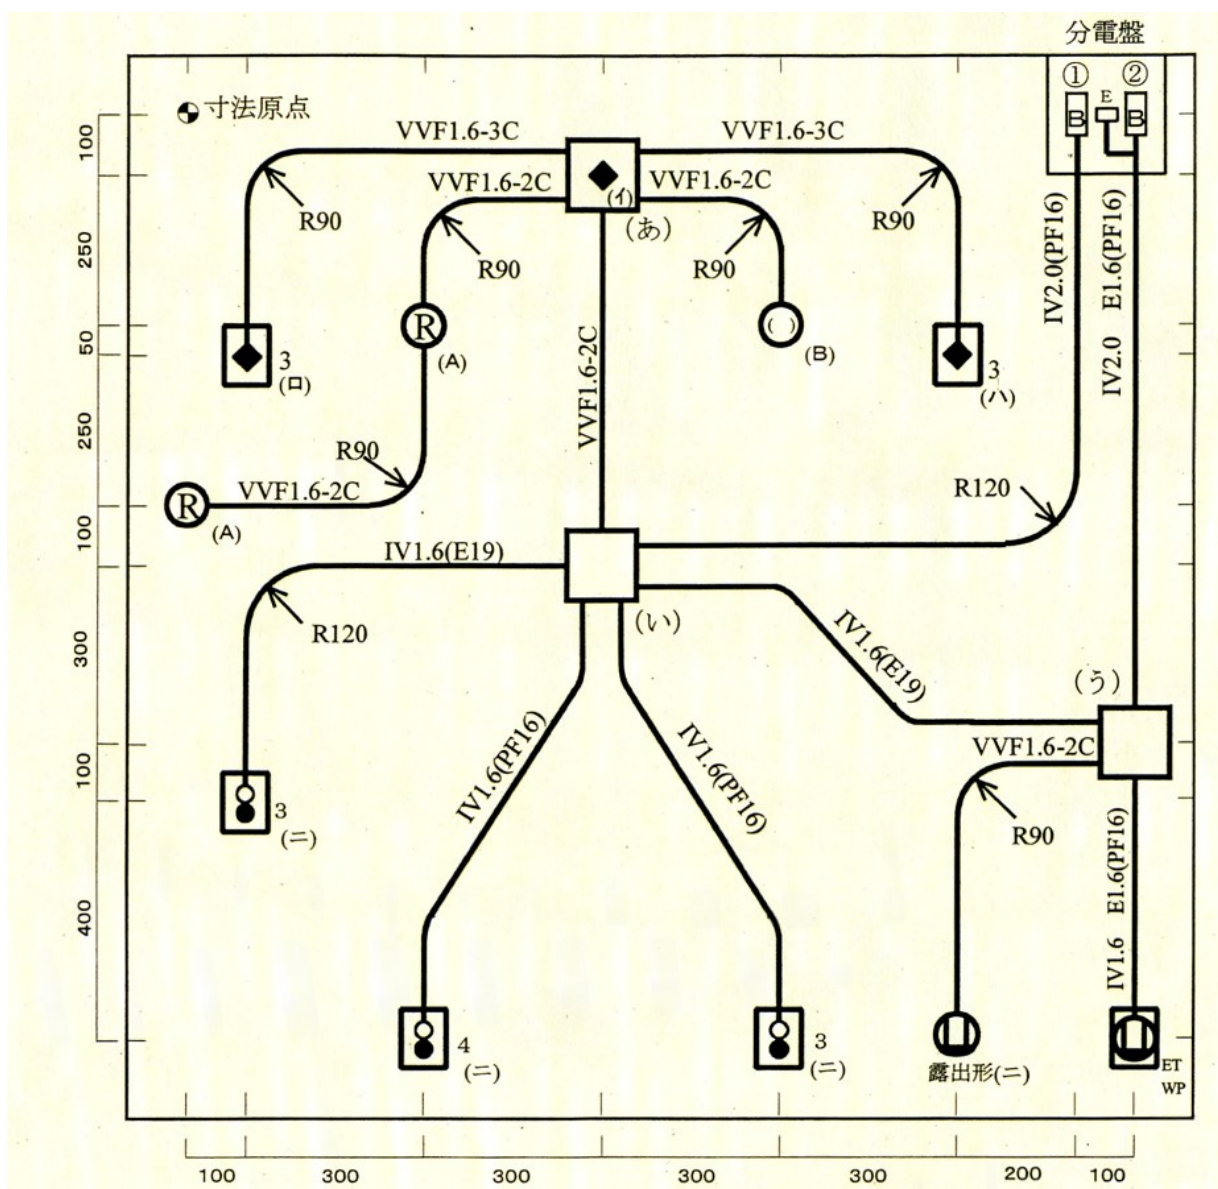 分電盤
① ②
E
B B
寸法原点
VVF1.6-3C
VVF1.6-3C
VVF1.6-2C
VVF1.6-2C
(イ)
(あ)
R90
R90
R90
R90
IV2.0(PF16)
IV2.0 E1.6(PF16)
R
(A)
( )
(B)
3
(ロ)
3
(ハ)
VVF1.6-2C
R90
R
VVF1.6-2C
(A)
R120
IV1.6(E19)
(い)
R120
IV1.6(E19)
(う)
VVF1.6-2C
R90
IV1.6(PF16)
IV1.6(PF16)
3
(ニ)
IV1.6 E1.6(PF16)
4
(ニ)
3
(ニ)
露出形(ニ)
ET
WP
100
250
50
250
100
300
100
400
100 300 300 300 300 200 100